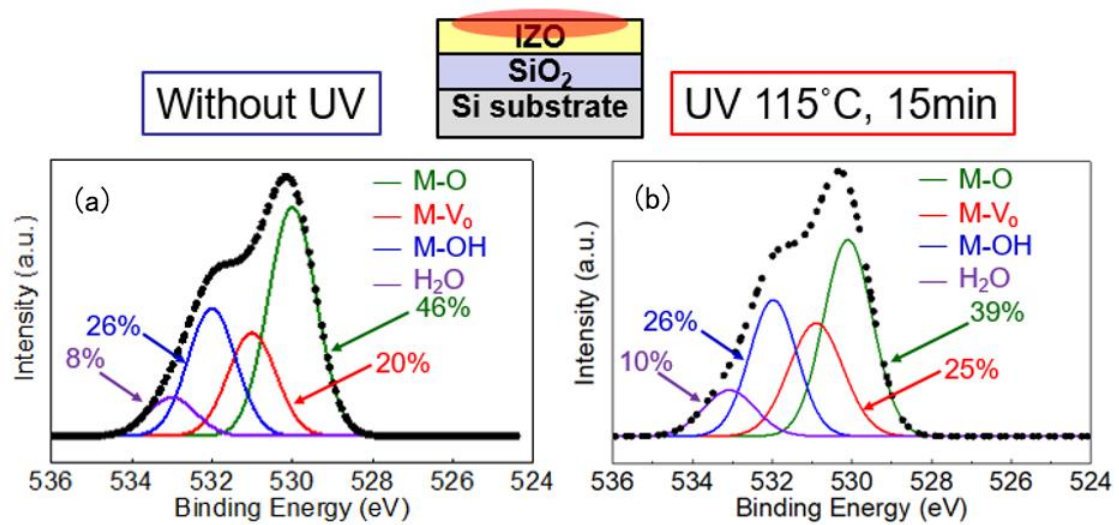 IZO
SiO₂
Si substrate
Without UV
UV 115°C, 15min
(a)
M-O
M-Vₒ
M-OH
H₂O
26%
8%
46%
20%
Intensity (a.u.)
536 534 532 530 528 526 524
Binding Energy (eV)
(b)
M-O
M-Vₒ
M-OH
H₂O
26%
10%
39%
25%
Intensity (a.u.)
536 534 532 530 528 526 524
Binding Energy (eV)